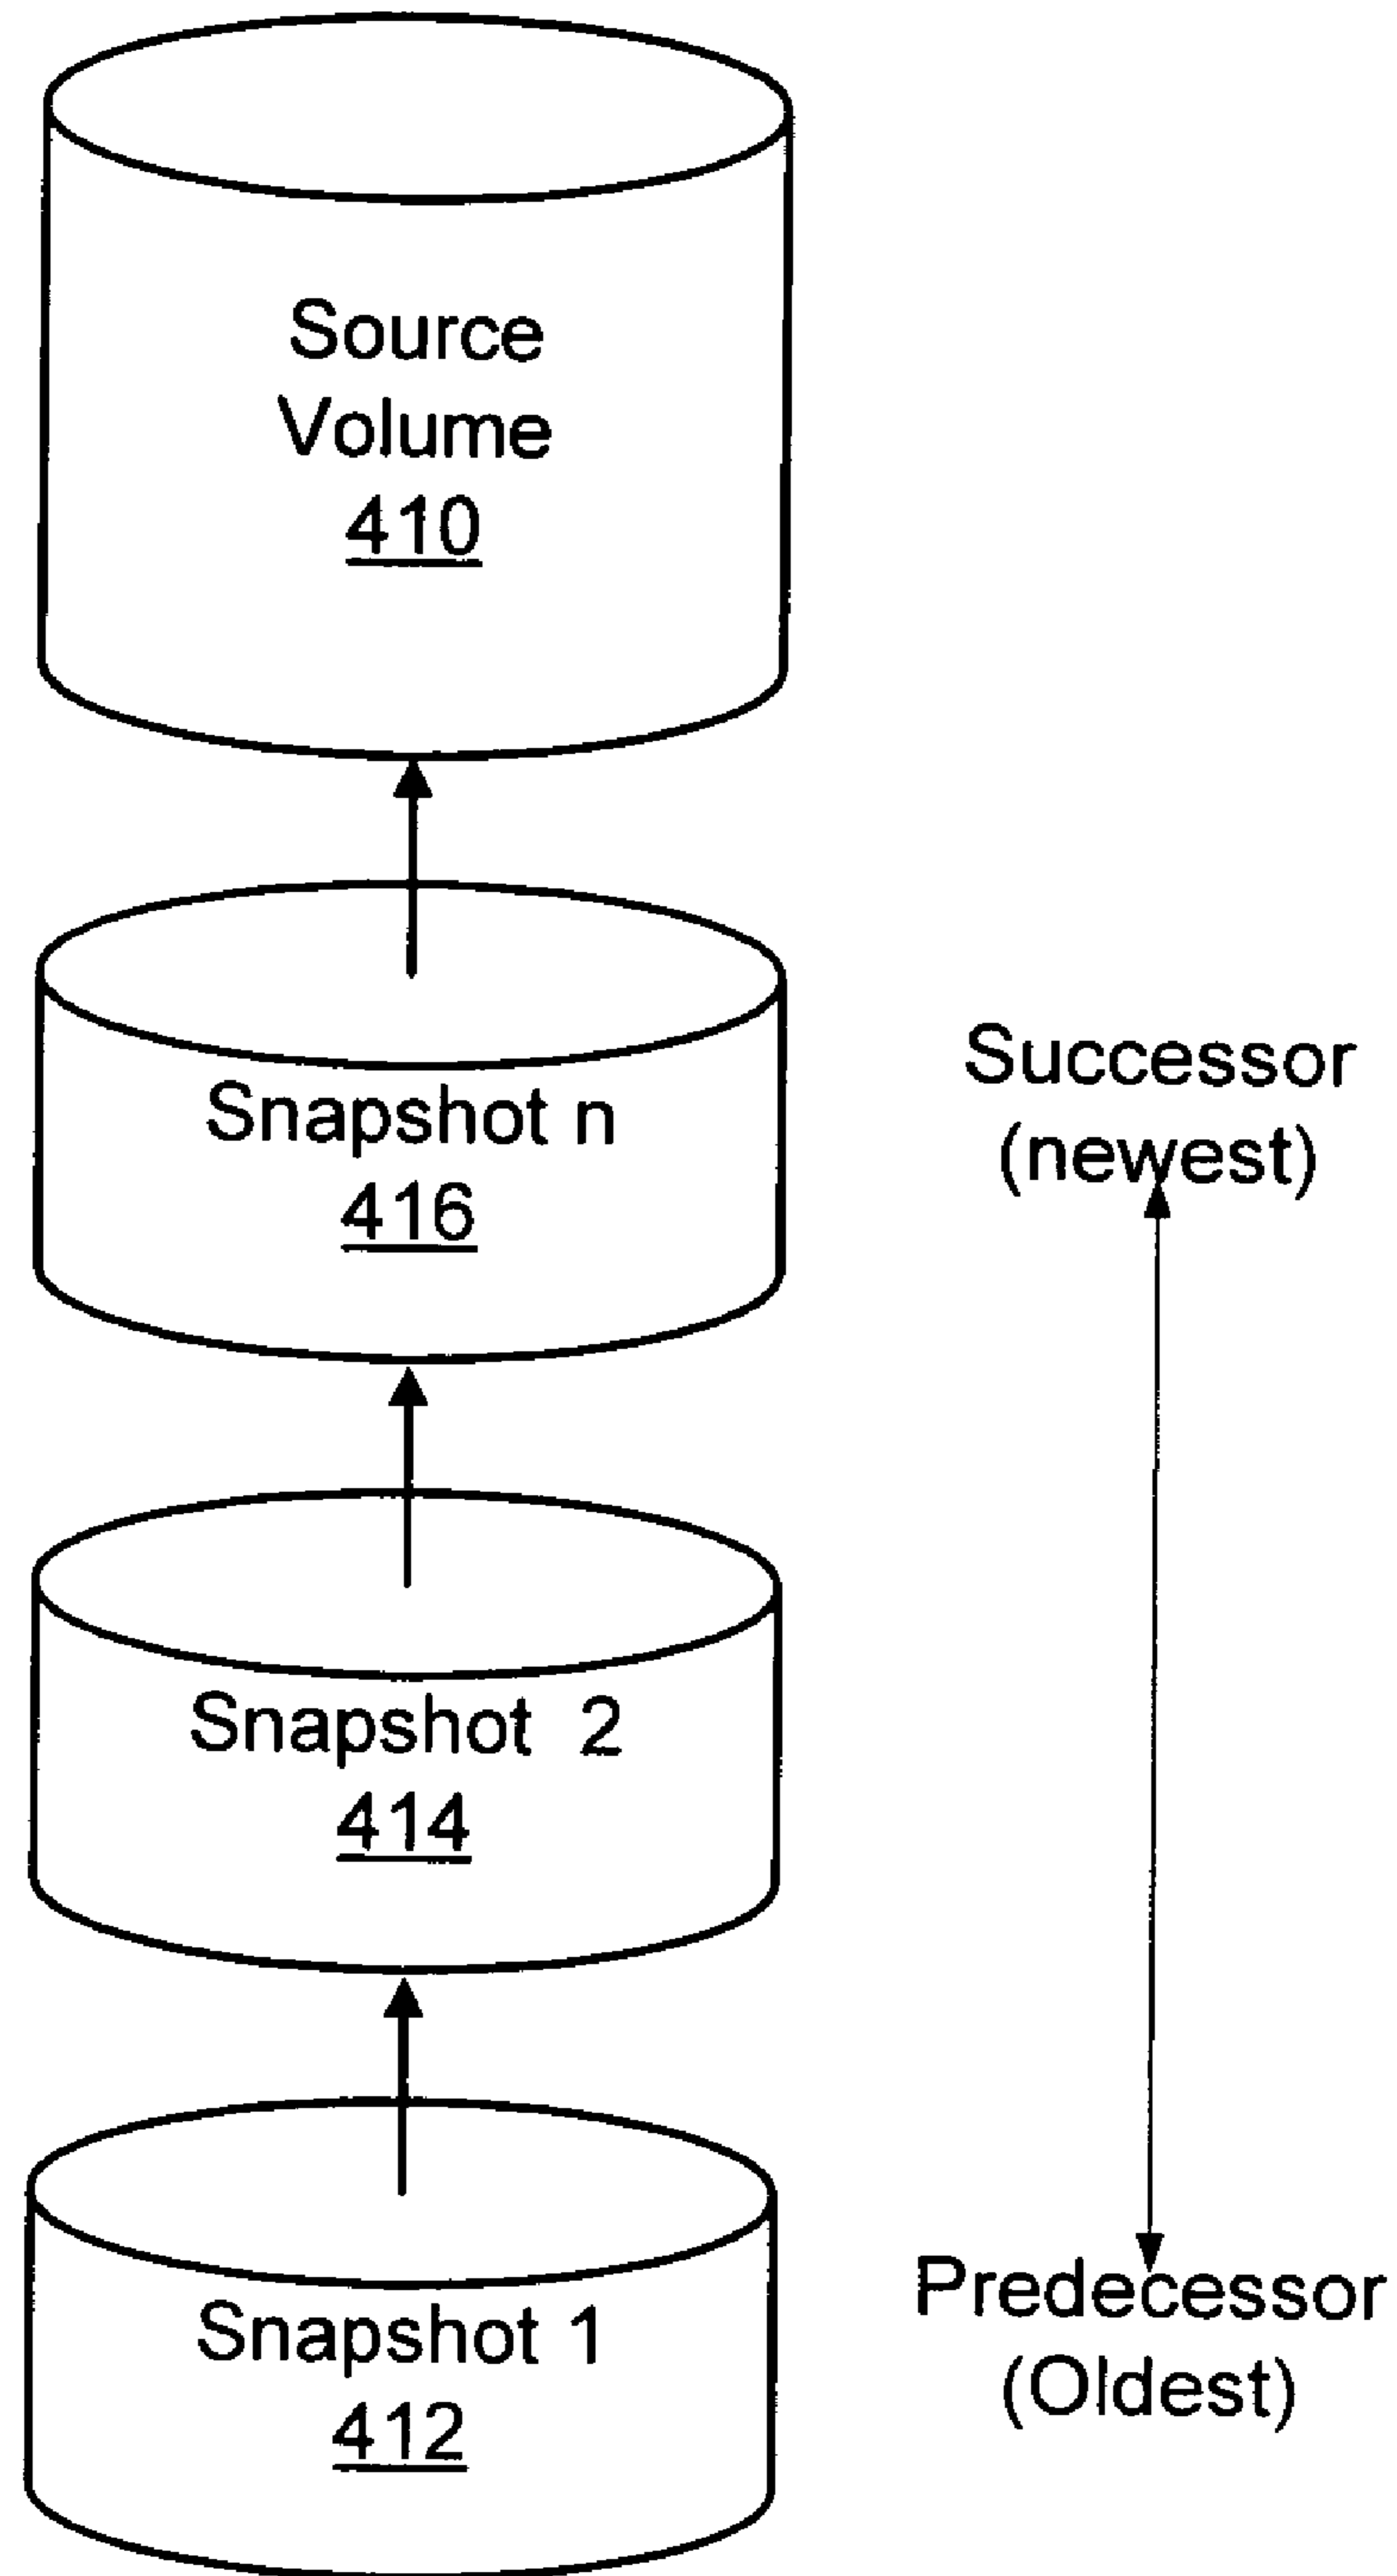 Source
Volume
410
Snapshot n
416
Successor
(newest)
Snapshot 2
414
Snapshot 1
412
Predecessor
(Oldest)